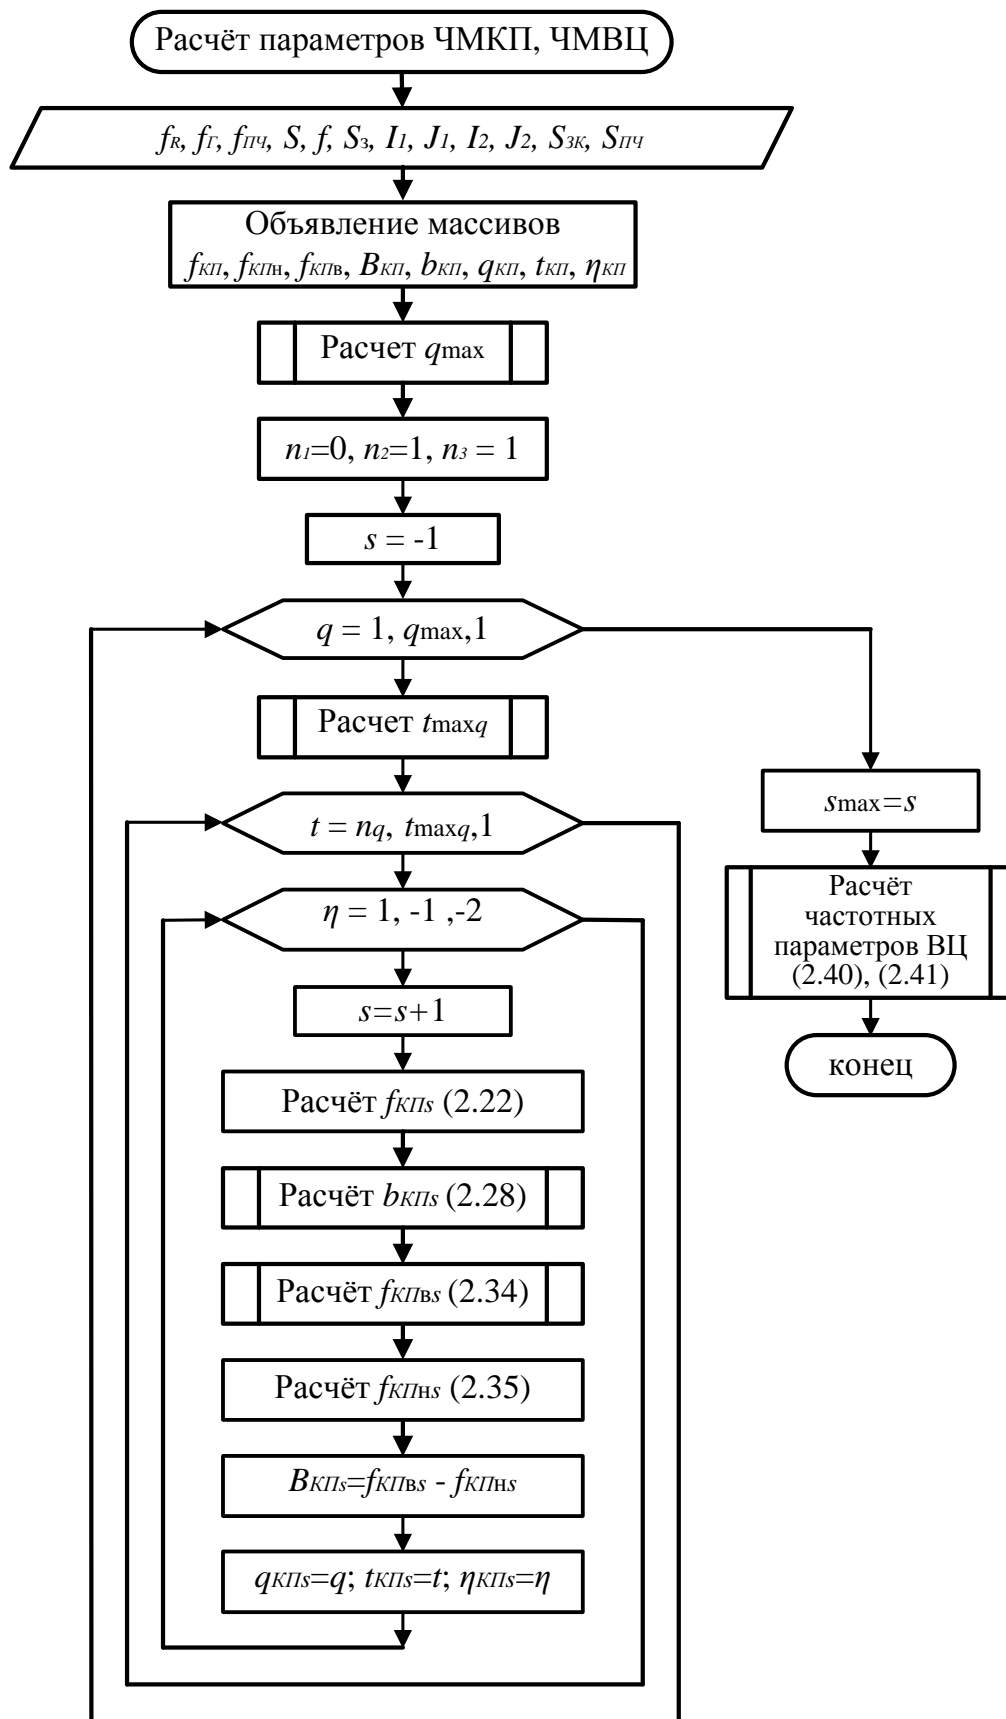 Расчёт параметров ЧМКП, ЧМВЦ
fR, fГ, fПЧ, S, f, Sз, I1, J1, I2, J2, SЗК, SПЧ
Объявление массивов
fКП, fКПн, fКПв, BКП, bКП, qКП, tКП, ηКП
Расчет qmax
n1=0, n2=1, n3 = 1
s = -1
q = 1, qmax,1
Расчет tmaxq
t = nq, tmaxq,1
η = 1, -1 ,-2
s=s+1
Расчёт fКПs (2.22)
Расчёт bКПs (2.28)
Расчёт fКПвs (2.34)
Расчёт fКПнs (2.35)
BКПs=fКПвs - fКПнs
qКПs=q; tКПs=t; ηКПs=η
smax=s
Расчёт
частотных
параметров ВЦ
(2.40), (2.41)
конец